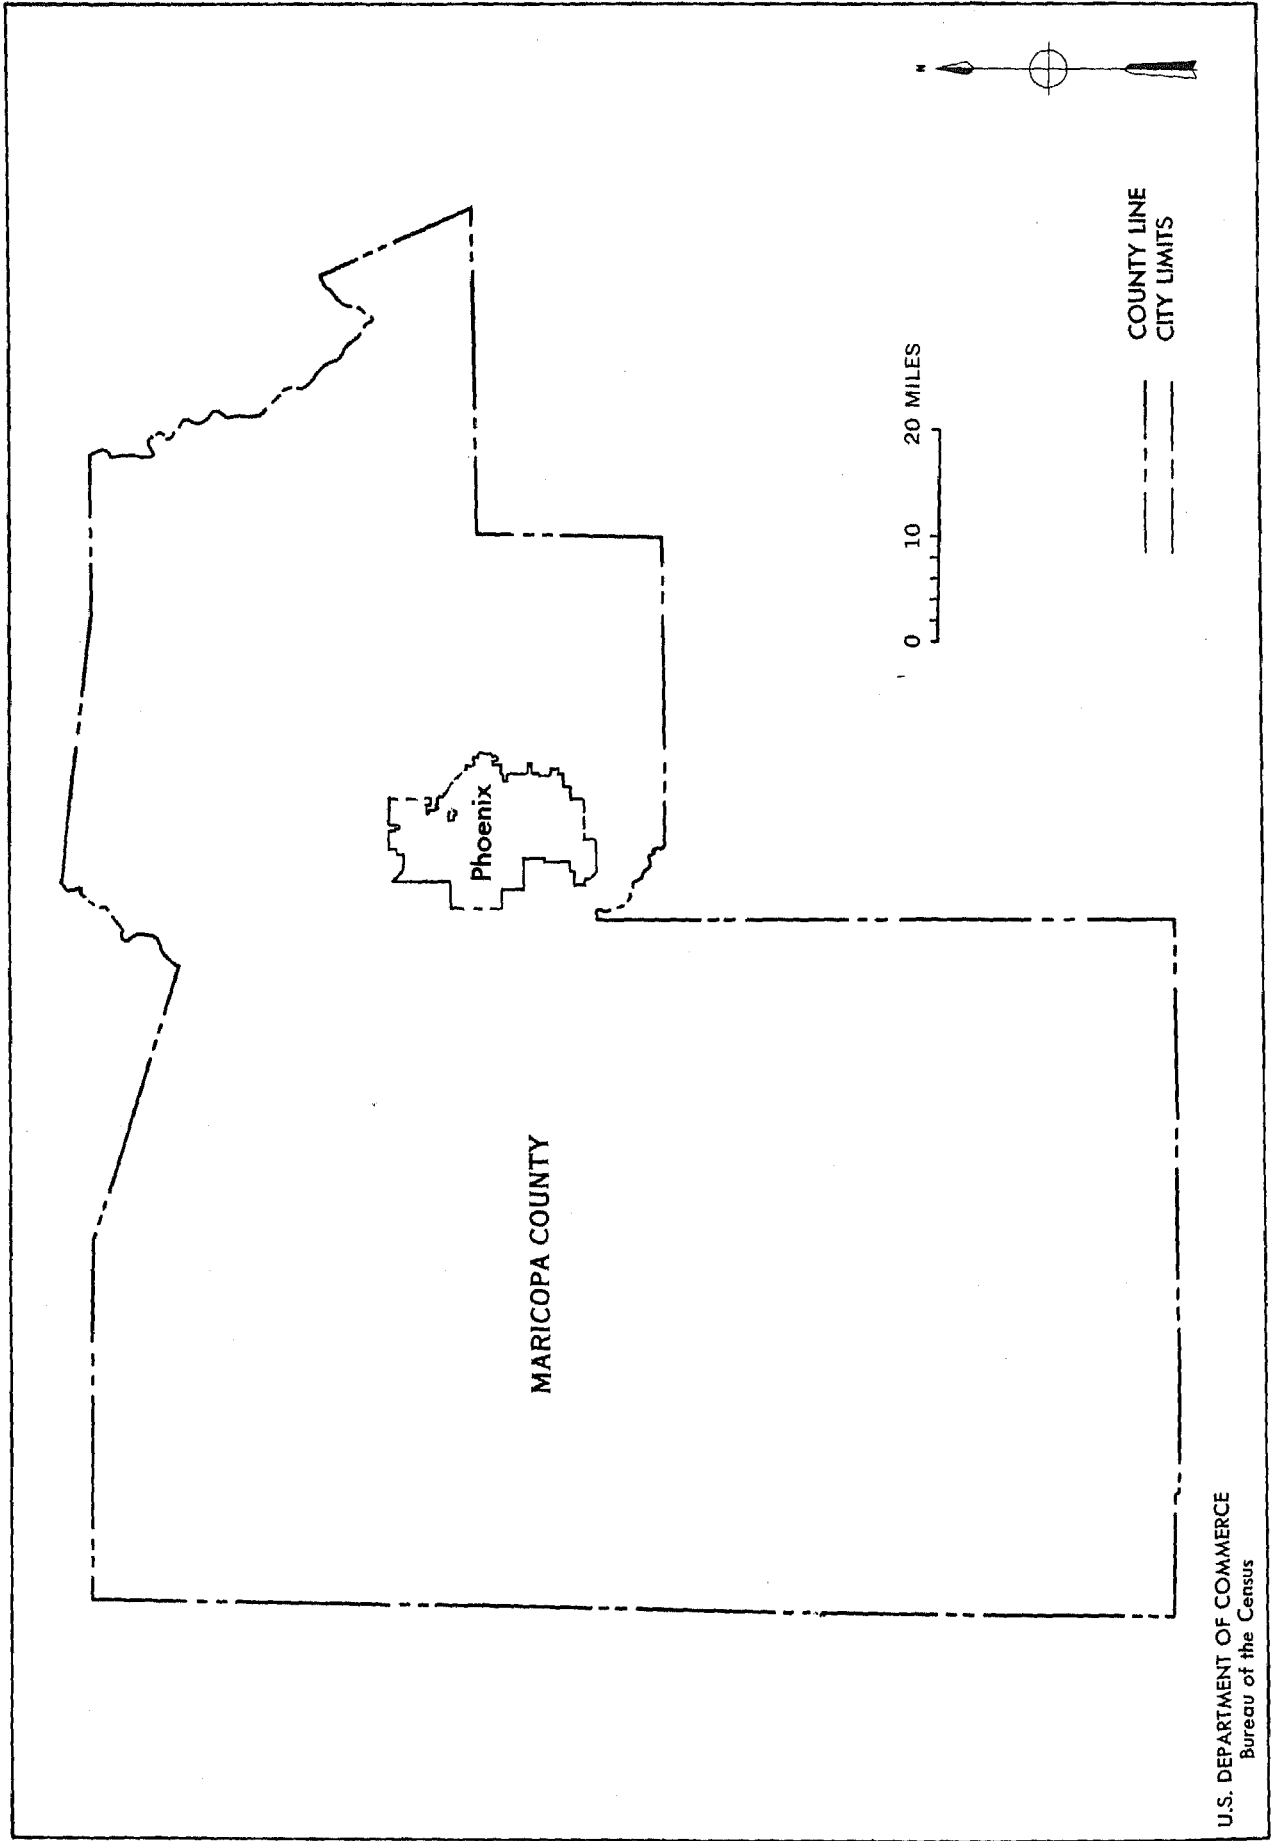 N
Phoenix
MARICOPA COUNTY
0 10 20 MILES
COUNTY LINE
CITY LIMITS
U.S. DEPARTMENT OF COMMERCE
Bureau of the Census